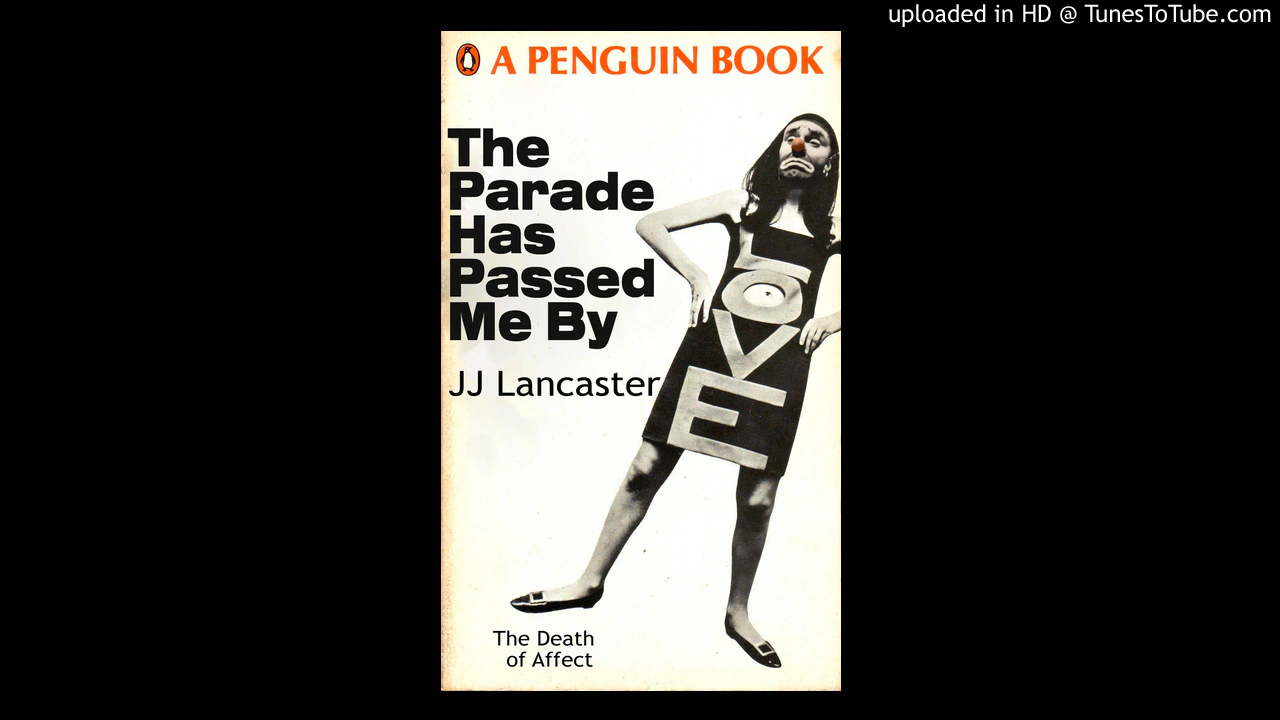 uploaded in HD @ TunesToTube.com
A PENGUIN BOOK
The
Parade
Has
Passed
Me By
JJ Lancaster
LOVE
The Death
of Affect